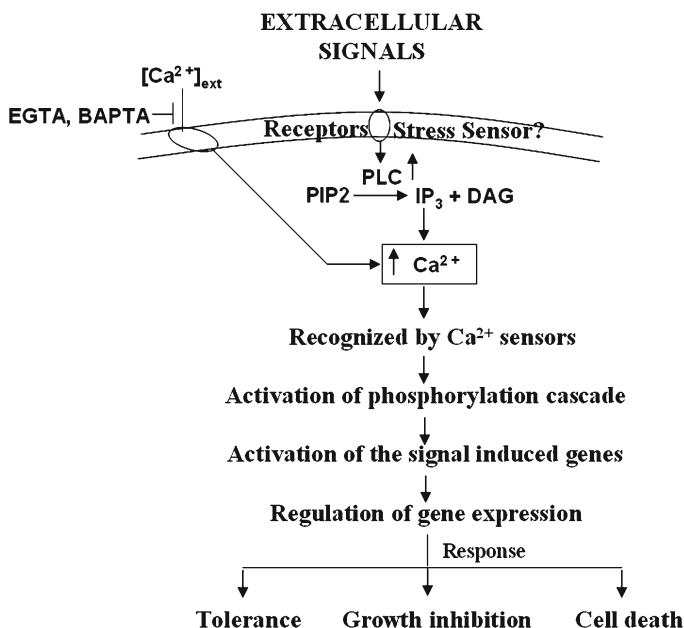 EXTRACELLULAR
SIGNALS
[Ca²⁺]ext
EGTA, BAPTA
Receptors Stress Sensor?
PLC
PIP2 IP₃ + DAG
Ca²⁺
Recognized by Ca²⁺ sensors
Activation of phosphorylation cascade
Activation of the signal induced genes
Regulation of gene expression
Response
Tolerance Growth inhibition Cell death